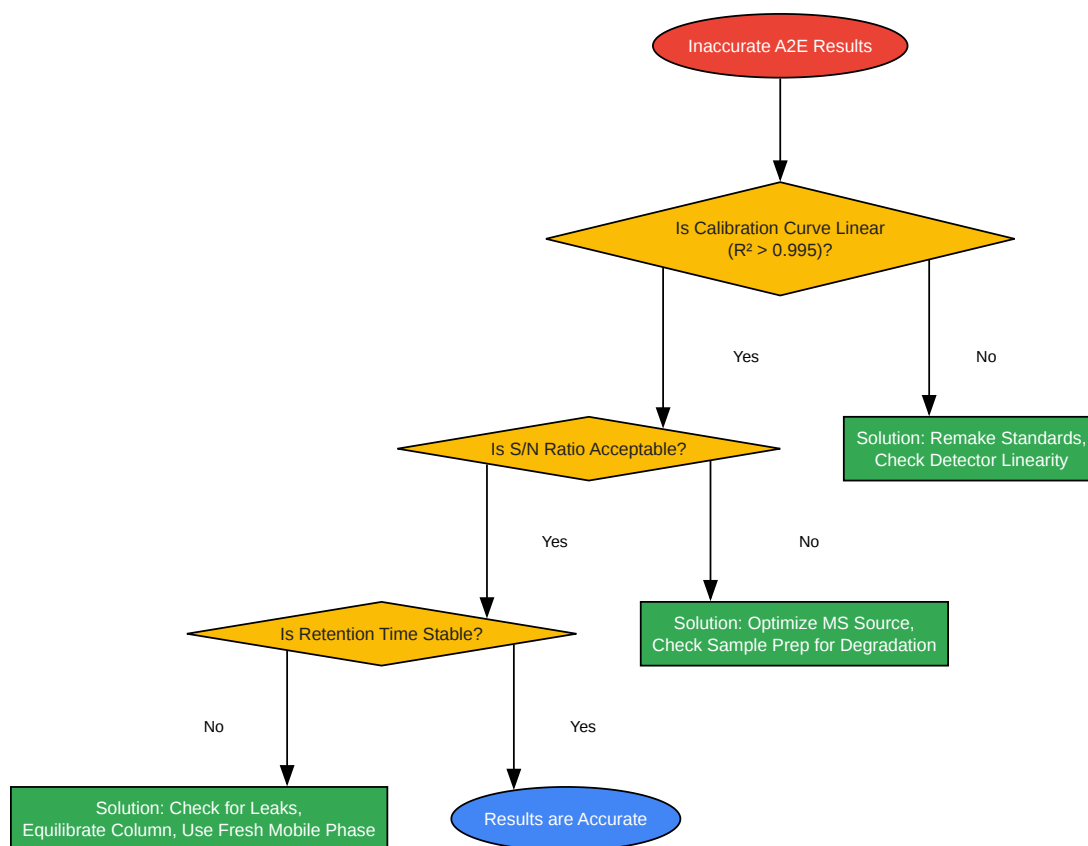 Inaccurate A2E Results
Is Calibration Curve Linear
(R² > 0.995)?
Yes
No
Is S/N Ratio Acceptable?
Solution: Remake Standards,
Check Detector Linearity
Yes
No
Is Retention Time Stable?
Solution: Optimize MS Source,
Check Sample Prep for Degradation
No
Yes
Solution: Check for Leaks,
Equilibrate Column, Use Fresh Mobile Phase
Results are Accurate